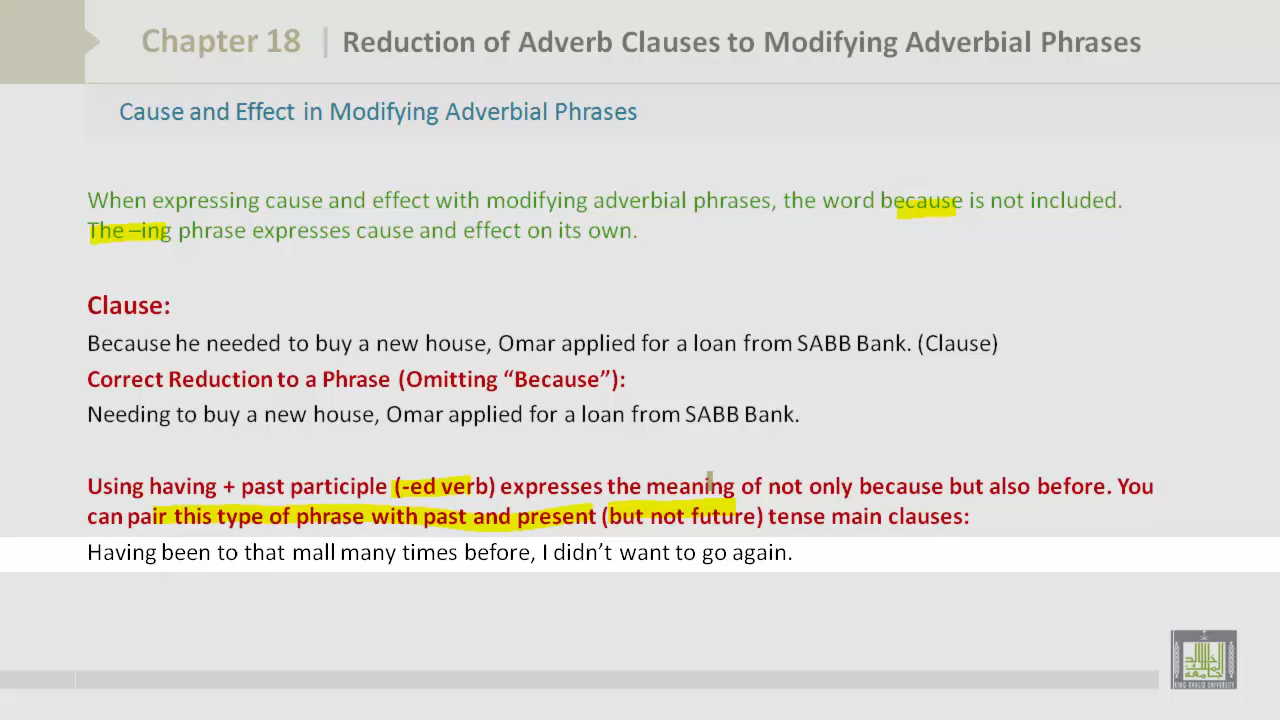 Chapter 18 | Reduction of Adverb Clauses to Modifying Adverbial Phrases
Cause and Effect in Modifying Adverbial Phrases
When expressing cause and effect with modifying adverbial phrases, the word because is not included.
The –ing phrase expresses cause and effect on its own.
Clause:
Because he needed to buy a new house, Omar applied for a loan from SABB Bank. (Clause)
Correct Reduction to a Phrase (Omitting “Because”):
Needing to buy a new house, Omar applied for a loan from SABB Bank.
Using having + past participle (-ed verb) expresses the meaning of not only because but also before. You
can pair this type of phrase with past and present (but not future) tense main clauses:
Having been to that mall many times before, I didn’t want to go again.
KING KHALID UNIVERSITY